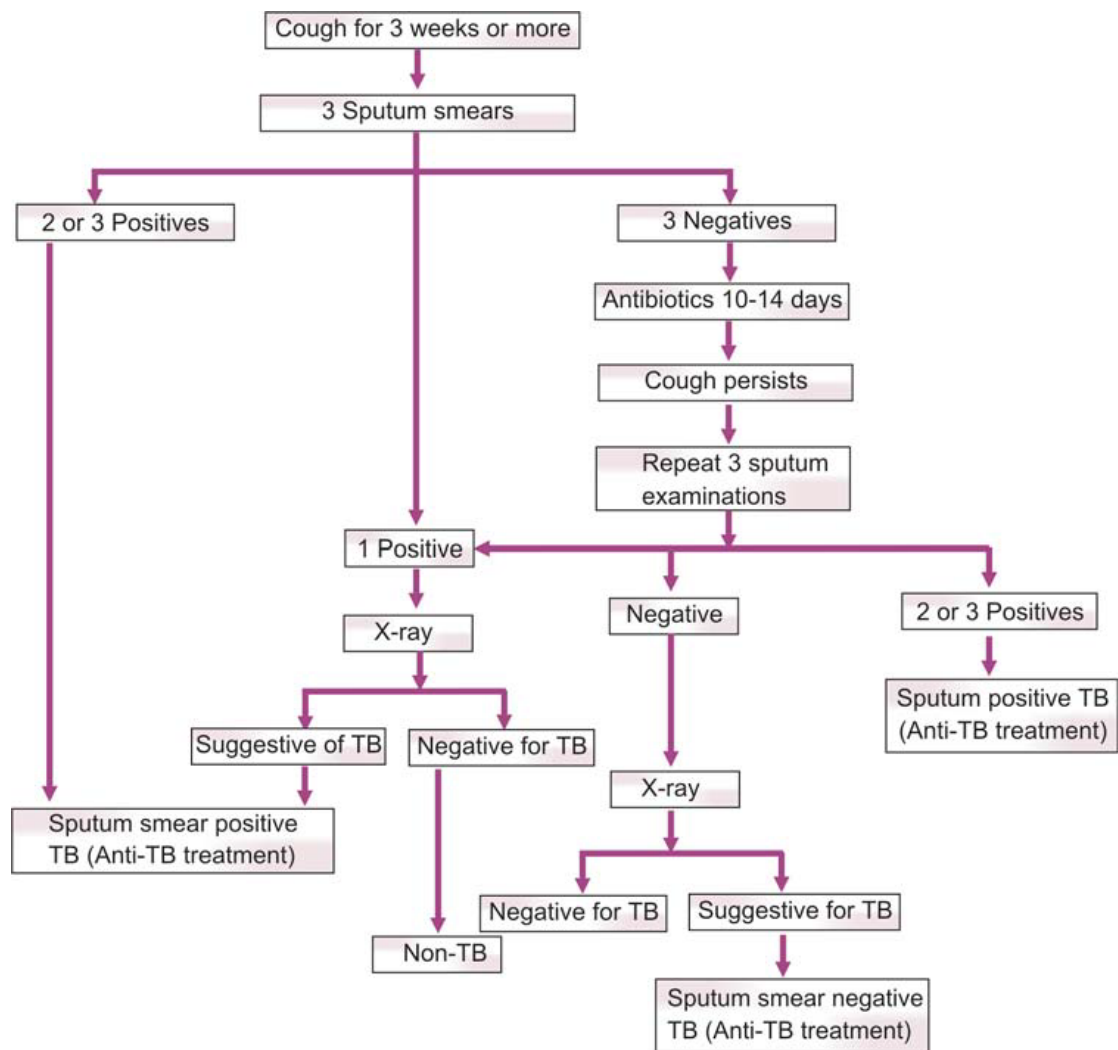 Cough for 3 weeks or more
3 Sputum smears
2 or 3 Positives
3 Negatives
Antibiotics 10-14 days
Cough persists
Repeat 3 sputum
examinations
1 Positive
Negative
2 or 3 Positives
X-ray
Sputum positive TB
(Anti-TB treatment)
Suggestive of TB
Negative for TB
X-ray
Sputum smear positive
TB (Anti-TB treatment)
Negative for TB
Suggestive for TB
Non-TB
Sputum smear negative
TB (Anti-TB treatment)